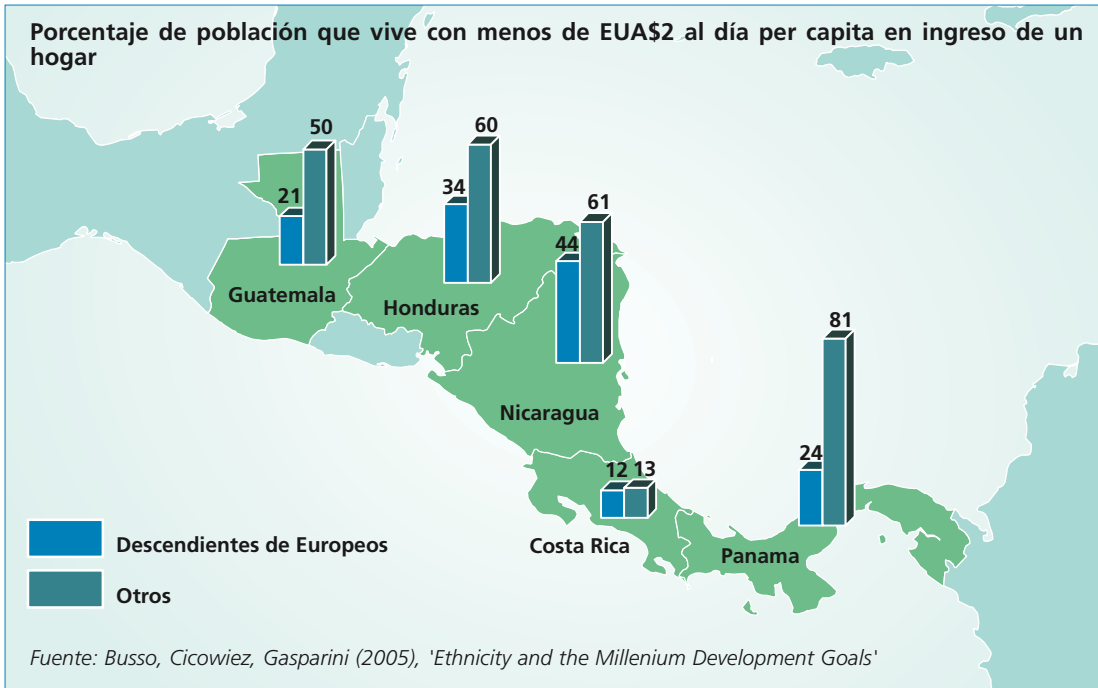 Porcentaje de población que vive con menos de EUA$2 al día per capita en ingreso de un
hogar
50
21
Guatemala
60
34
Honduras
61
44
Nicaragua
12 13
Costa Rica
81
24
Panama
Descendientes de Europeos
Otros
Fuente: Busso, Cicowiez, Gasparini (2005), 'Ethnicity and the Millenium Development Goals'